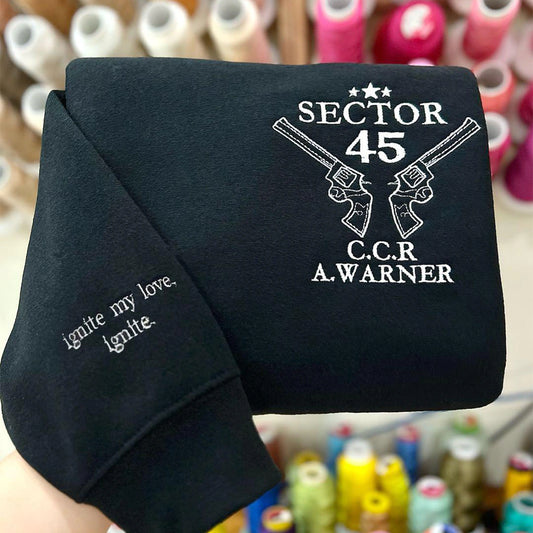 SECTOR
45
C.C.R
A.WARNER
ignite my love,
ignite.